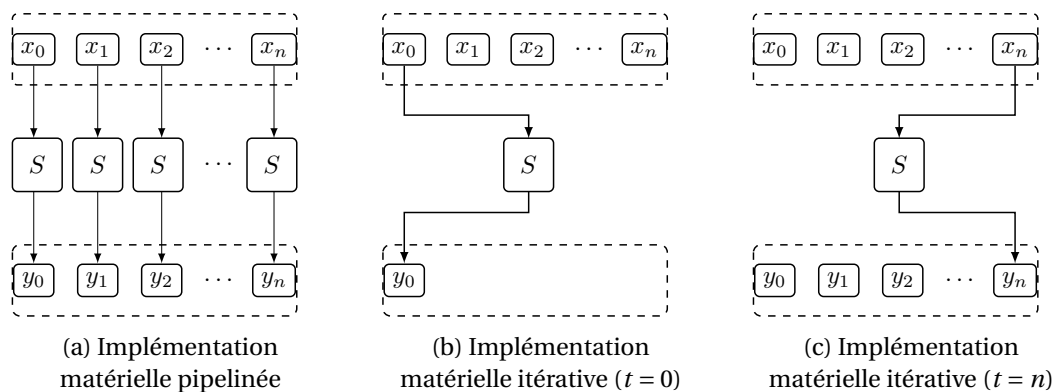 x0 x1 x2 ··· xn
S S S ··· S
y0 y1 y2 ··· yn
(a) Implémentation
matérielle pipelinée
x0 x1 x2 ··· xn
S
y0
(b) Implémentation
matérielle itérative (t = 0)
x0 x1 x2 ··· xn
S
y0 y1 y2 ··· yn
(c) Implémentation
matérielle itérative (t = n)